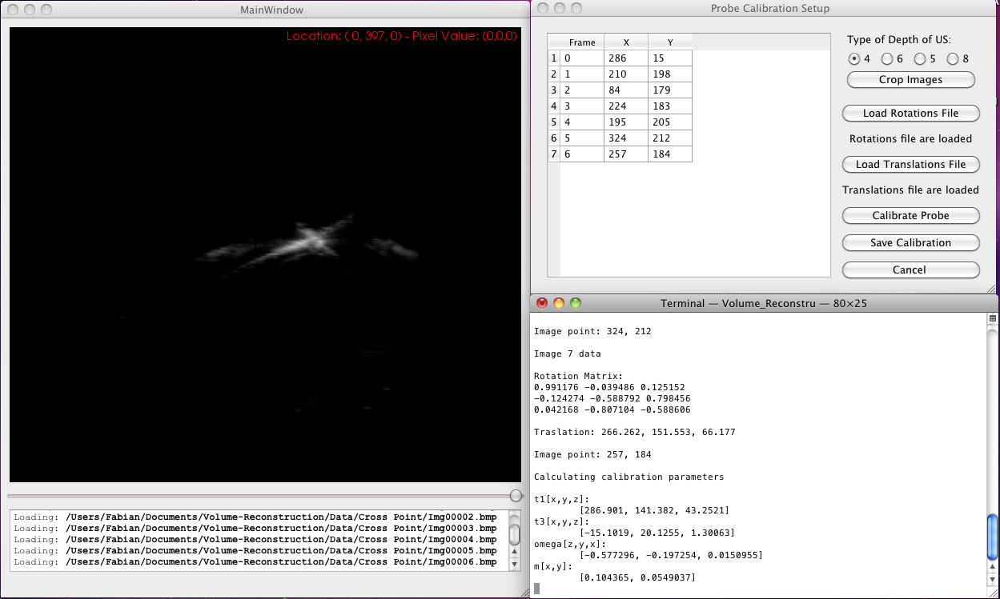 MainWindow
Location: ( 0, 397, 0) - Pixel Value: (0,0,0)
Loading: /Users/Fabian/Documents/Volume-Reconstruction/Data/Cross Point/Img00002.bmp
Loading: /Users/Fabian/Documents/Volume-Reconstruction/Data/Cross Point/Img00003.bmp
Loading: /Users/Fabian/Documents/Volume-Reconstruction/Data/Cross Point/Img00004.bmp
Loading: /Users/Fabian/Documents/Volume-Reconstruction/Data/Cross Point/Img00005.bmp
Loading: /Users/Fabian/Documents/Volume-Reconstruction/Data/Cross Point/Img00006.bmp
Probe Calibration Setup
Frame X Y
1 0 286 15
2 1 210 198
3 2 84 179
4 3 224 183
5 4 195 205
6 5 324 212
7 6 257 184
Type of Depth of US:
4 6 5 8
Crop Images
Load Rotations File
Rotations file are loaded
Load Translations File
Translations file are loaded
Calibrate Probe
Save Calibration
Cancel
Terminal — Volume_Reconstru — 80×25
Image point: 324, 212
Image 7 data
Rotation Matrix:
0.991176 -0.039486 0.125152
-0.124274 -0.588792 0.798456
0.042168 -0.807104 -0.588606
Traslation: 266.262, 151.553, 66.177
Image point: 257, 184
Calculating calibration parameters
t1[x,y,z]:
[286.901, 141.382, 43.2521]
t3[x,y,z]:
[-15.1019, 20.1255, 1.30063]
omega[z,y,x]:
[-0.577296, -0.197254, 0.0150955]
m[x,y]:
[0.104365, 0.0549037]